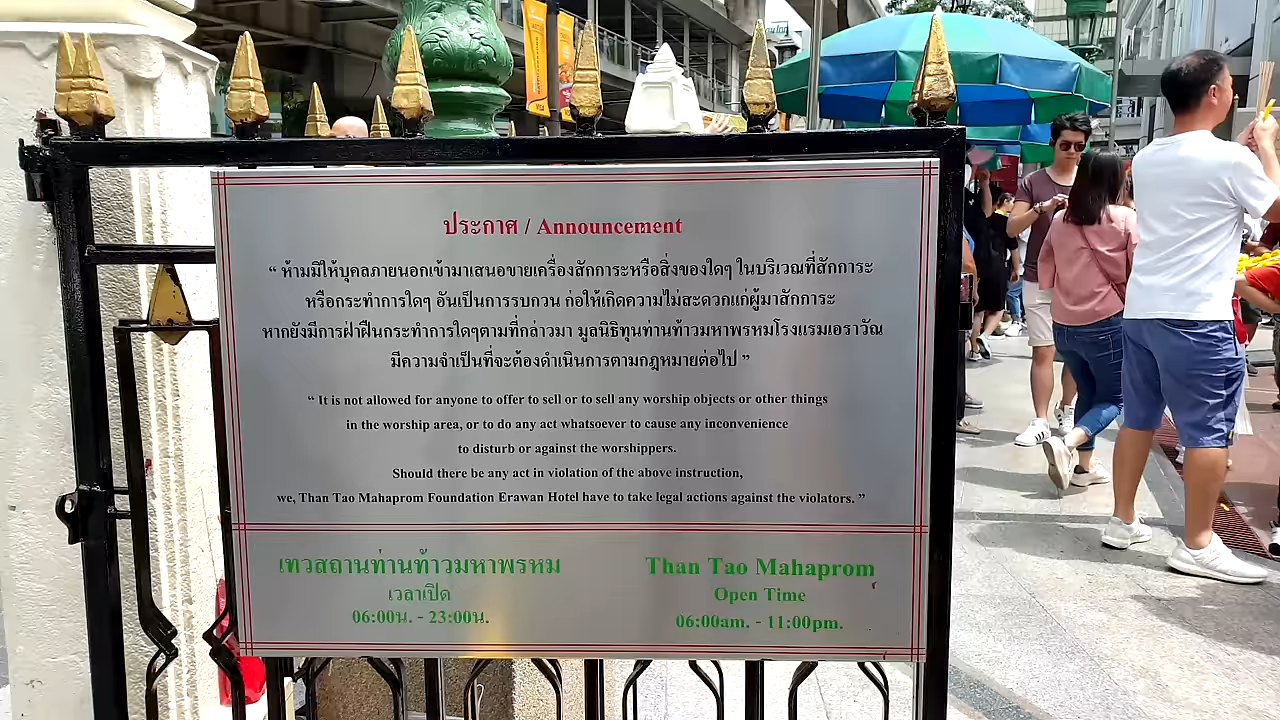 ประกาศ / Announcement
“ ห้ามมิให้บุคลภายนอกเข้ามาเสนอขายเครื่องสักการะหรือสิ่งของใดๆ ในบริเวณที่สักการะ
หรือกระทำการใดๆ อันเป็นการรบกวน ก่อให้เกิดความไม่สะดวกแก่ผู้มาสักการะ
หากยังมีการฝ่าฝืนกระทำการใดๆตามที่กล่าวมา มูลนิธิทุนท่านท้าวมหาพรหมโรงแรมเอราวัณ
มีความจำเป็นที่จะต้องดำเนินการตามกฎหมายต่อไป ”
“ It is not allowed for anyone to offer to sell or to sell any worship objects or other things
in the worship area, or to do any act whatsoever to cause any inconvenience
to disturb or against the worshippers.
Should there be any act in violation of the above instruction,
we, Than Tao Mahaprom Foundation Erawan Hotel have to take legal actions against the violators. ”
เทวสถานท่านท้าวมหาพรหม
เวลาเปิด
06:00น. - 23:00น.
Than Tao Mahaprom
Open Time
06:00am. - 11:00pm.